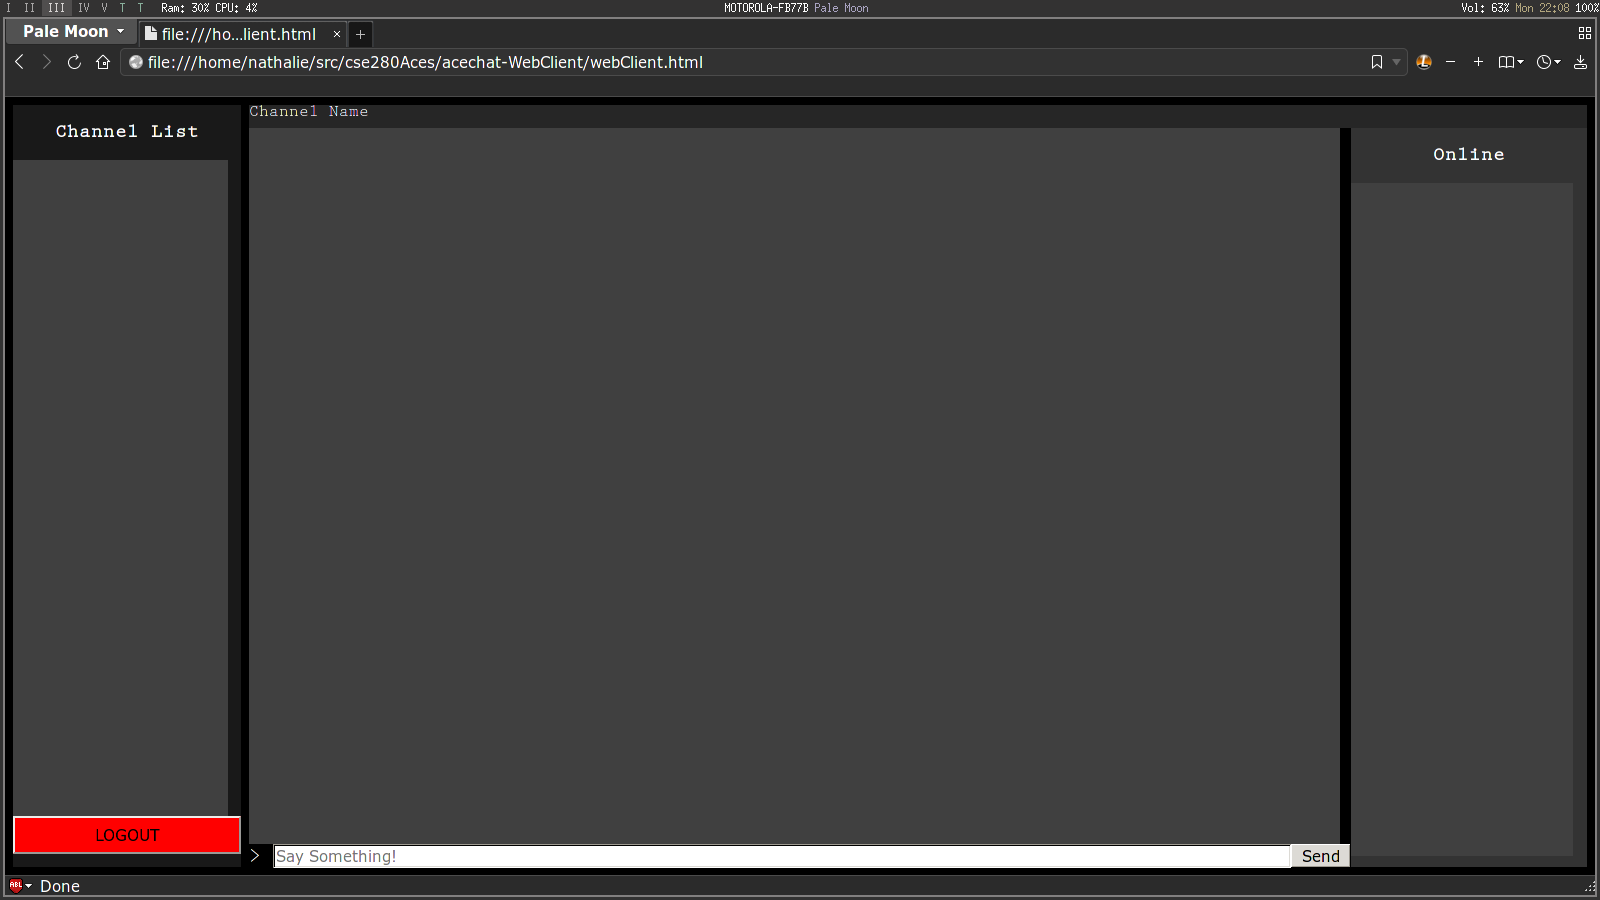 I II III IV V T T Ram: 30% CPU: 4% MOTOROLA-FB77B Pale Moon Vol: 63% Mon 22:08 100%
Pale Moon file:///ho...lient.html × +
file:///home/nathalie/src/cse280Aces/acechat-WebClient/webClient.html
Channel Name
Channel List
Online
LOGOUT
> Say Something! Send
ABL Done